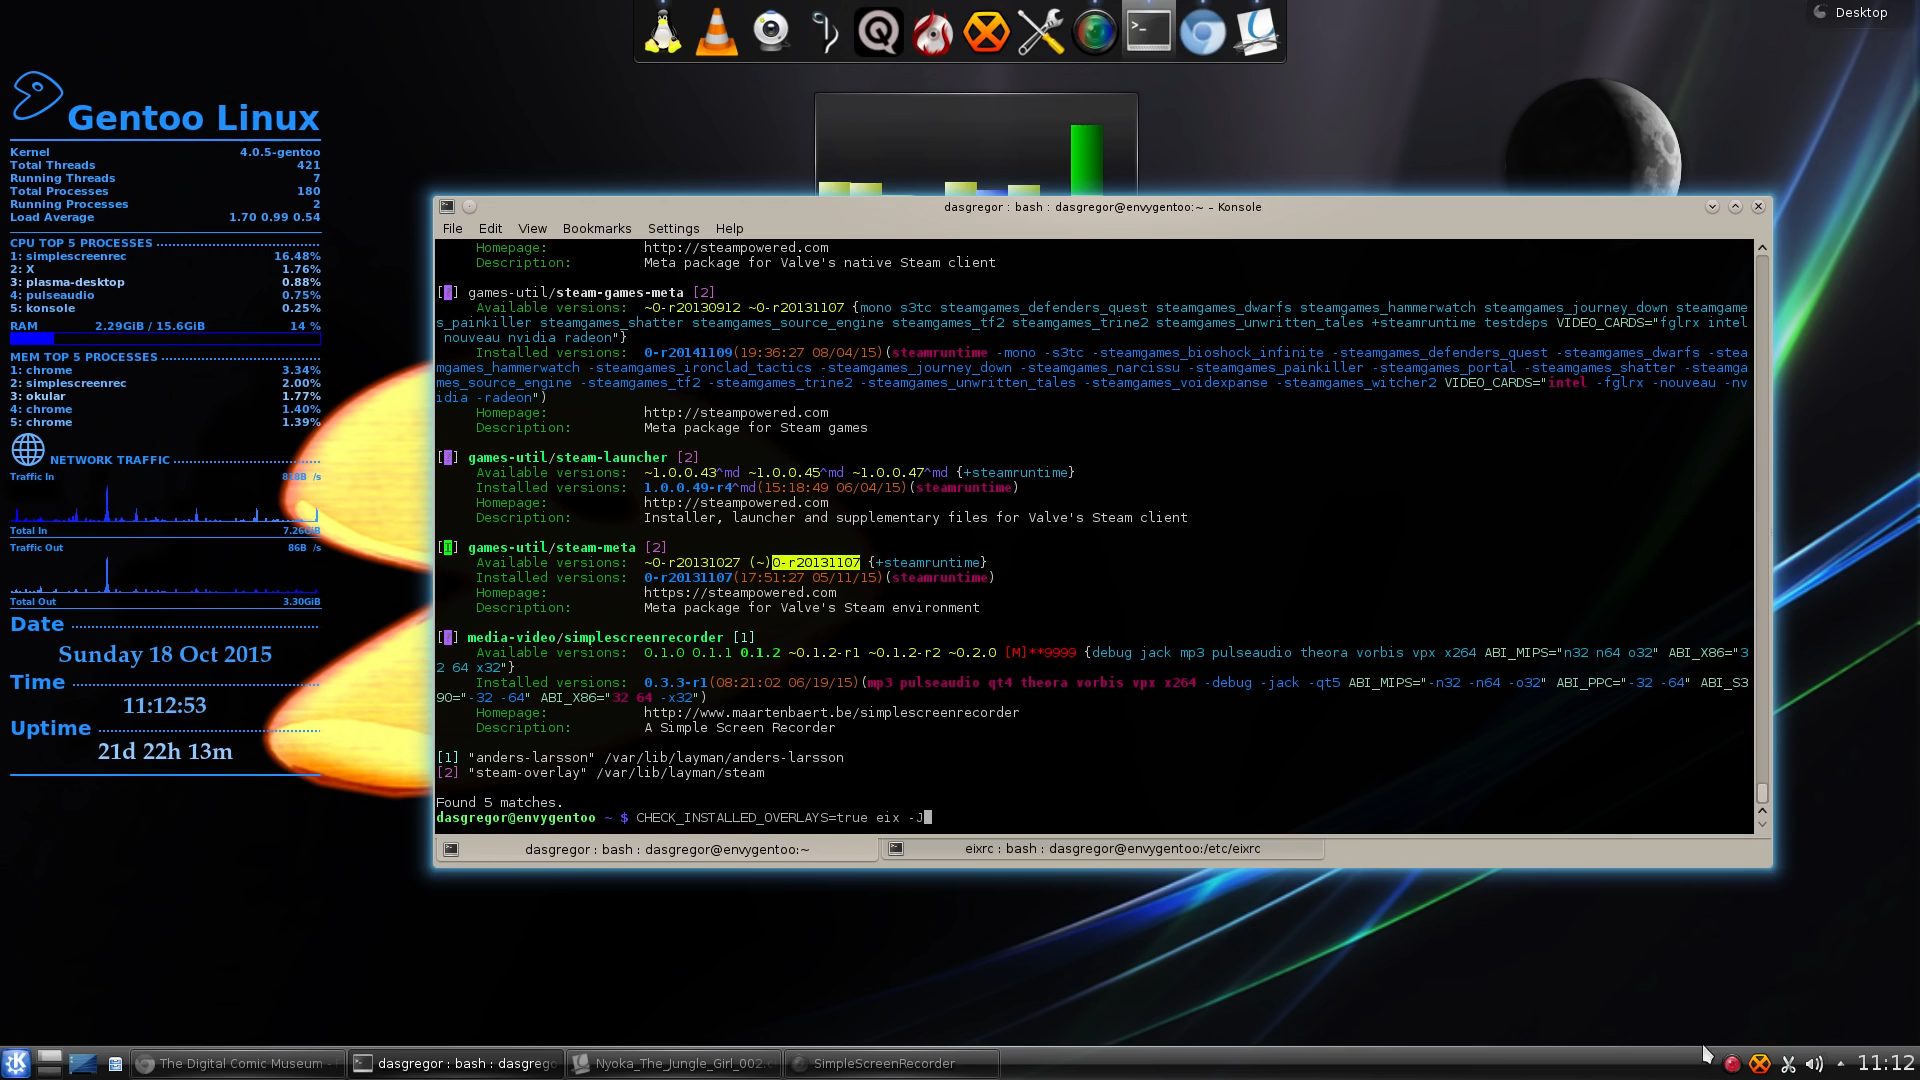 Desktop
Gentoo Linux
Kernel 4.0.5-gentoo
Total Threads 421
Running Threads 7
Total Processes 180
Running Processes 2
Load Average 1.70 0.99 0.54
CPU TOP 5 PROCESSES
1: simplescreenrec 16.48%
2: X 1.76%
3: plasma-desktop 0.88%
4: pulseaudio 0.75%
5: konsole 0.25%
RAM 2.29GiB / 15.6GiB 14 %
MEM TOP 5 PROCESSES
1: chrome 3.34%
2: simplescreenrec 2.00%
3: okular 1.77%
4: chrome 1.40%
5: chrome 1.39%
NETWORK TRAFFIC
Traffic In 818B /s
Total In 7.26GiB
Traffic Out 86B /s
Total Out 3.30GiB
Date
Sunday 18 Oct 2015
Time
11:12:53
Uptime
21d 22h 13m
dasgregor : bash : dasgregor@envygentoo:~ – Konsole
File Edit View Bookmarks Settings Help
Homepage: http://steampowered.com
Description: Meta package for Valve's native Steam client
[] games-util/steam-games-meta [2]
Available versions: ~0-r20130912 ~0-r20131107 {mono s3tc steamgames_defenders_quest steamgames_dwarfs steamgames_hammerwatch steamgames_journey_down steamgame
s_painkiller steamgames_shatter steamgames_source_engine steamgames_tf2 steamgames_trine2 steamgames_unwritten_tales +steamruntime testdeps VIDEO_CARDS="fglrx intel
nouveau nvidia radeon"}
Installed versions: 0-r20141109(19:36:27 08/04/15)(steamruntime -mono -s3tc -steamgames_bioshock_infinite -steamgames_defenders_quest -steamgames_dwarfs -stea
mgames_hammerwatch -steamgames_ironclad_tactics -steamgames_journey_down -steamgames_narcissu -steamgames_painkiller -steamgames_portal -steamgames_shatter -steamga
mes_source_engine -steamgames_tf2 -steamgames_trine2 -steamgames_unwritten_tales -steamgames_voidexpanse -steamgames_witcher2 VIDEO_CARDS="intel -fglrx -nouveau -nv
idia -radeon")
Homepage: http://steampowered.com
Description: Meta package for Steam games
[] games-util/steam-launcher [2]
Available versions: ~1.0.0.43^md ~1.0.0.45^md ~1.0.0.47^md {+steamruntime}
Installed versions: 1.0.0.49-r4^md(15:18:49 06/04/15)(steamruntime)
Homepage: http://steampowered.com
Description: Installer, launcher and supplementary files for Valve's Steam client
[I] games-util/steam-meta [2]
Available versions: ~0-r20131027 (~)0-r20131107 {+steamruntime}
Installed versions: 0-r20131107(17:51:27 05/11/15)(steamruntime)
Homepage: https://steampowered.com
Description: Meta package for Valve's Steam environment
[] media-video/simplescreenrecorder [1]
Available versions: 0.1.0 0.1.1 0.1.2 ~0.1.2-r1 ~0.1.2-r2 ~0.2.0 [M]**9999 {debug jack mp3 pulseaudio theora vorbis vpx x264 ABI_MIPS="n32 n64 o32" ABI_X86="3
2 64 x32"}
Installed versions: 0.3.3-r1(08:21:02 06/19/15)(mp3 pulseaudio qt4 theora vorbis vpx x264 -debug -jack -qt5 ABI_MIPS="-n32 -n64 -o32" ABI_PPC="-32 -64" ABI_S3
90="-32 -64" ABI_X86="32 64 -x32")
Homepage: http://www.maartenbaert.be/simplescreenrecorder
Description: A Simple Screen Recorder
[1] "anders-larsson" /var/lib/layman/anders-larsson
[2] "steam-overlay" /var/lib/layman/steam
Found 5 matches.
dasgregor@envygentoo ~ $ CHECK_INSTALLED_OVERLAYS=true eix -J
dasgregor : bash : dasgregor@envygentoo:~
eixrc : bash : dasgregor@envygentoo:/etc/eixrc
The Digital Comic Museum
dasgregor : bash : dasgrego
Nyoka_The_Jungle_Girl_002.c
SimpleScreenRecorder
11:12